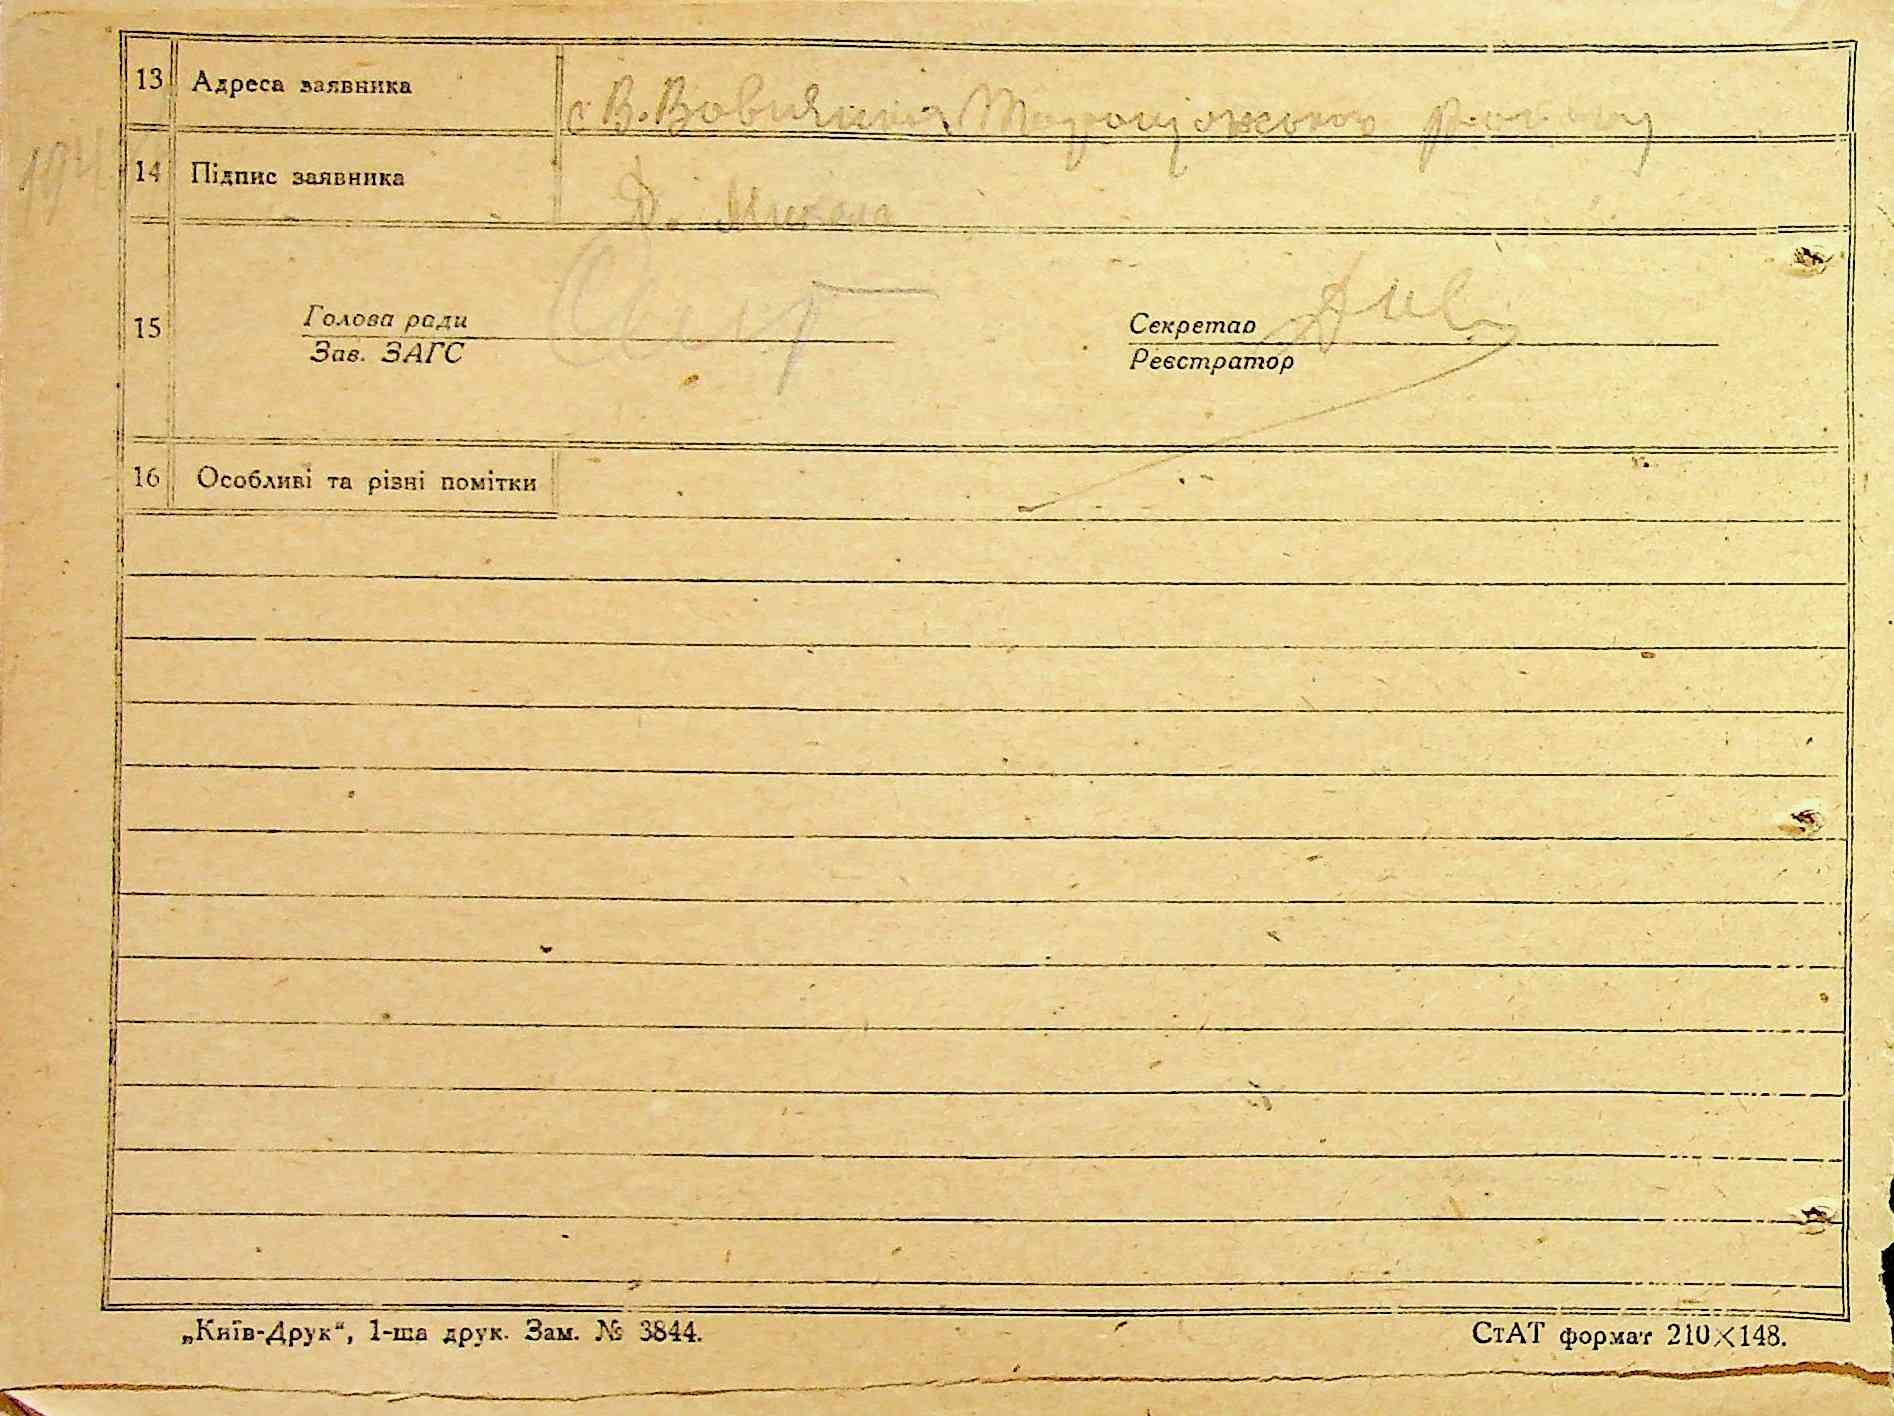 13 Адреса заявника с. В. Вовнянка Таращанського району
14 Підпис заявника
15 Голова ради Секретар
Зав. ЗАГС Реєстратор
16 Особливі та різні помітки
„Київ-Друк“, 1-ша друк. Зам. № 3844. СтАТ формат 210×148.